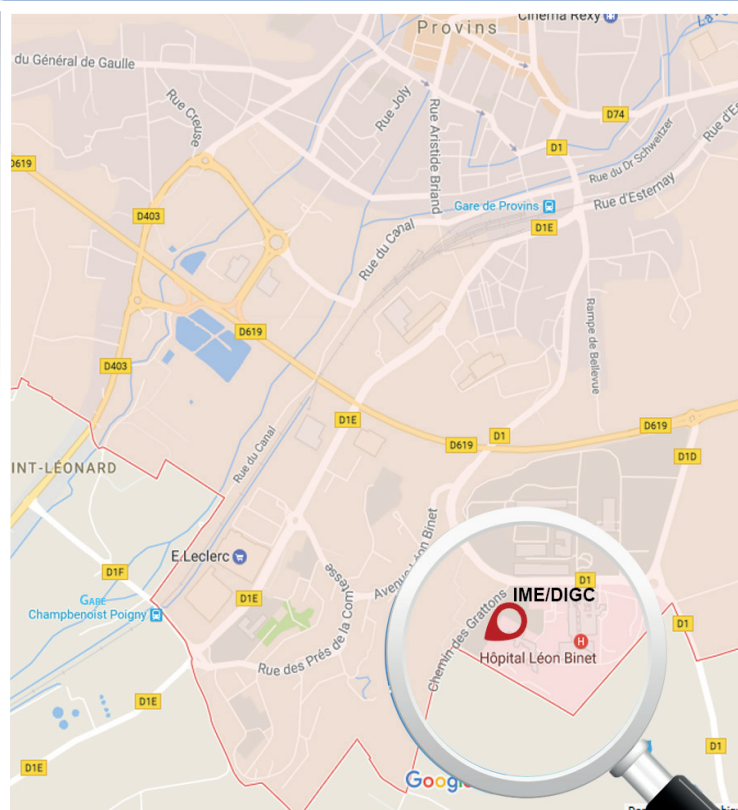 Cinéma Rexy
Provins
du Général de Gaulle
Rue Creuse
Rue Joly
Rue Aristide Briand
D74
D1
Rue du Dr Schweitzer
Rue d'Es
D619
Gare de Provins
Rue d'Esternay
D403
D1E
Rue du Canal
D619
Rampe de Bellevue
D403
D1E
D619
D1
D619
D1D
INT-LÉONARD
Rue du Canal
E.Leclerc
Avenue Léon Binet
D1F
D1E
Rue des Prés de la Comtesse
GARE
Champbenoist Poigny
D1
IME/DIGC
Chemin des Grattons
H
Hôpital Léon Binet
D1
D1E
D1
D1E
Google